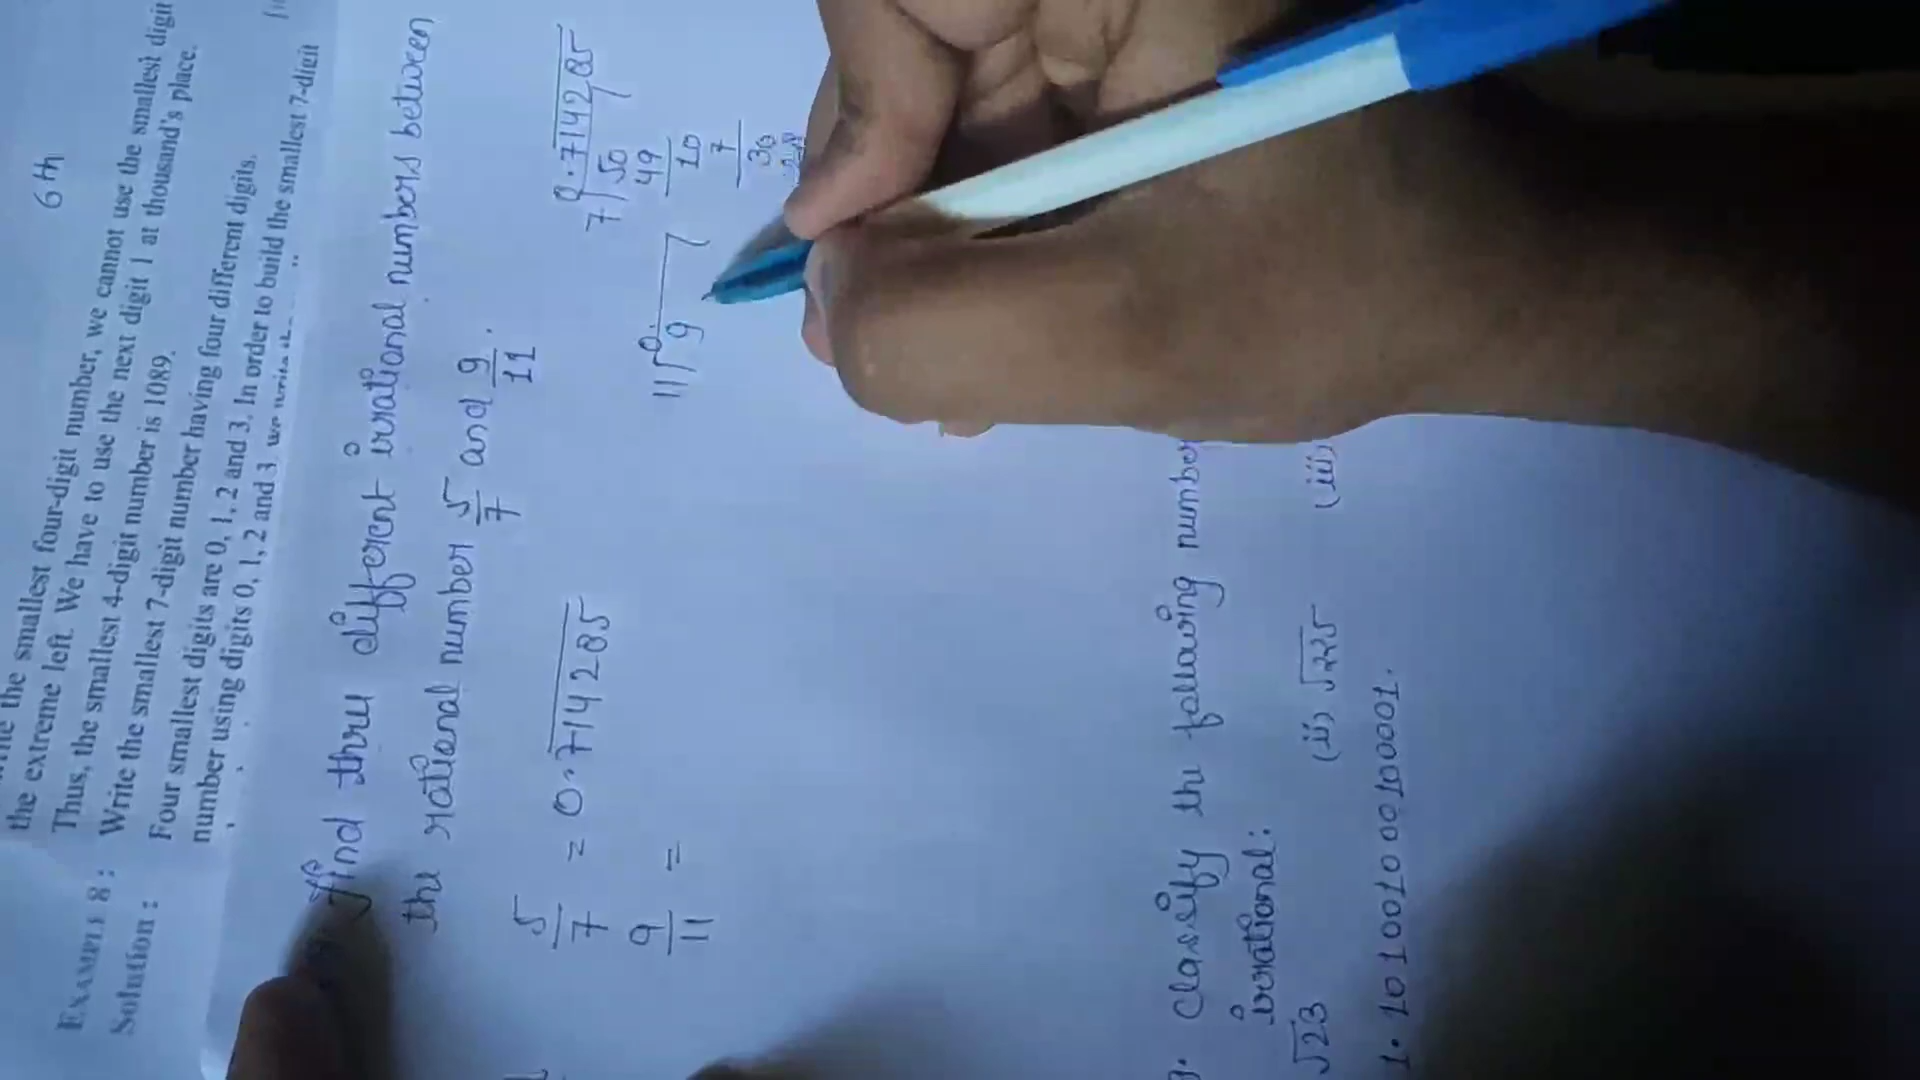 the smallest four-digit number, we cannot use the smallest digit
the extreme left. We have to use the next digit 1 at thousand's place.
Thus, the smallest 4-digit number is 1089.
6th
EXAMPLE 8 : Write the smallest 7-digit number having four different digits.
Solution : Four smallest digits are 0, 1, 2 and 3. In order to build the smallest 7-digit
number using digits 0, 1, 2 and 3, we write
find three different irrational numbers between
the rational number 5/7 and 9/11.
5/7 = 0.714285
9/11 =
0.714285
7 50
49
10
7
30
28
0.
11 9
Classify the following number
irrational:
√23 (ii) √225 (iii)
1.101001000100001.